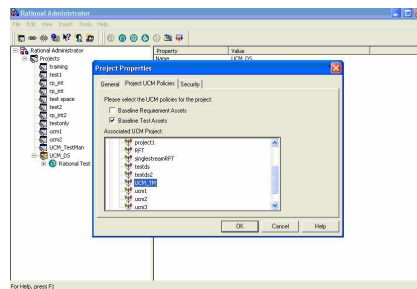 Rational Administrator
File Edit View Insert Tools Help
Rational Administrator
Projects
training
test1
rp_int
rp_int
test space
test2
rp_int2
testonly
ucm1
ucm2
UCM_TestMan
UCM_DS
Rational Test
Property Value
Name UCM_DS
Project Properties
General Project UCM Policies Security
Please select the UCM policies for the project:
Baseline Requirement Assets
Baseline Test Assets
Associated UCM Project:
project1
RFT
singlestreamRFT
testds
testds2
UCM_TM
ucm1
ucm2
ucm3
OK Cancel Help
For Help, press F1